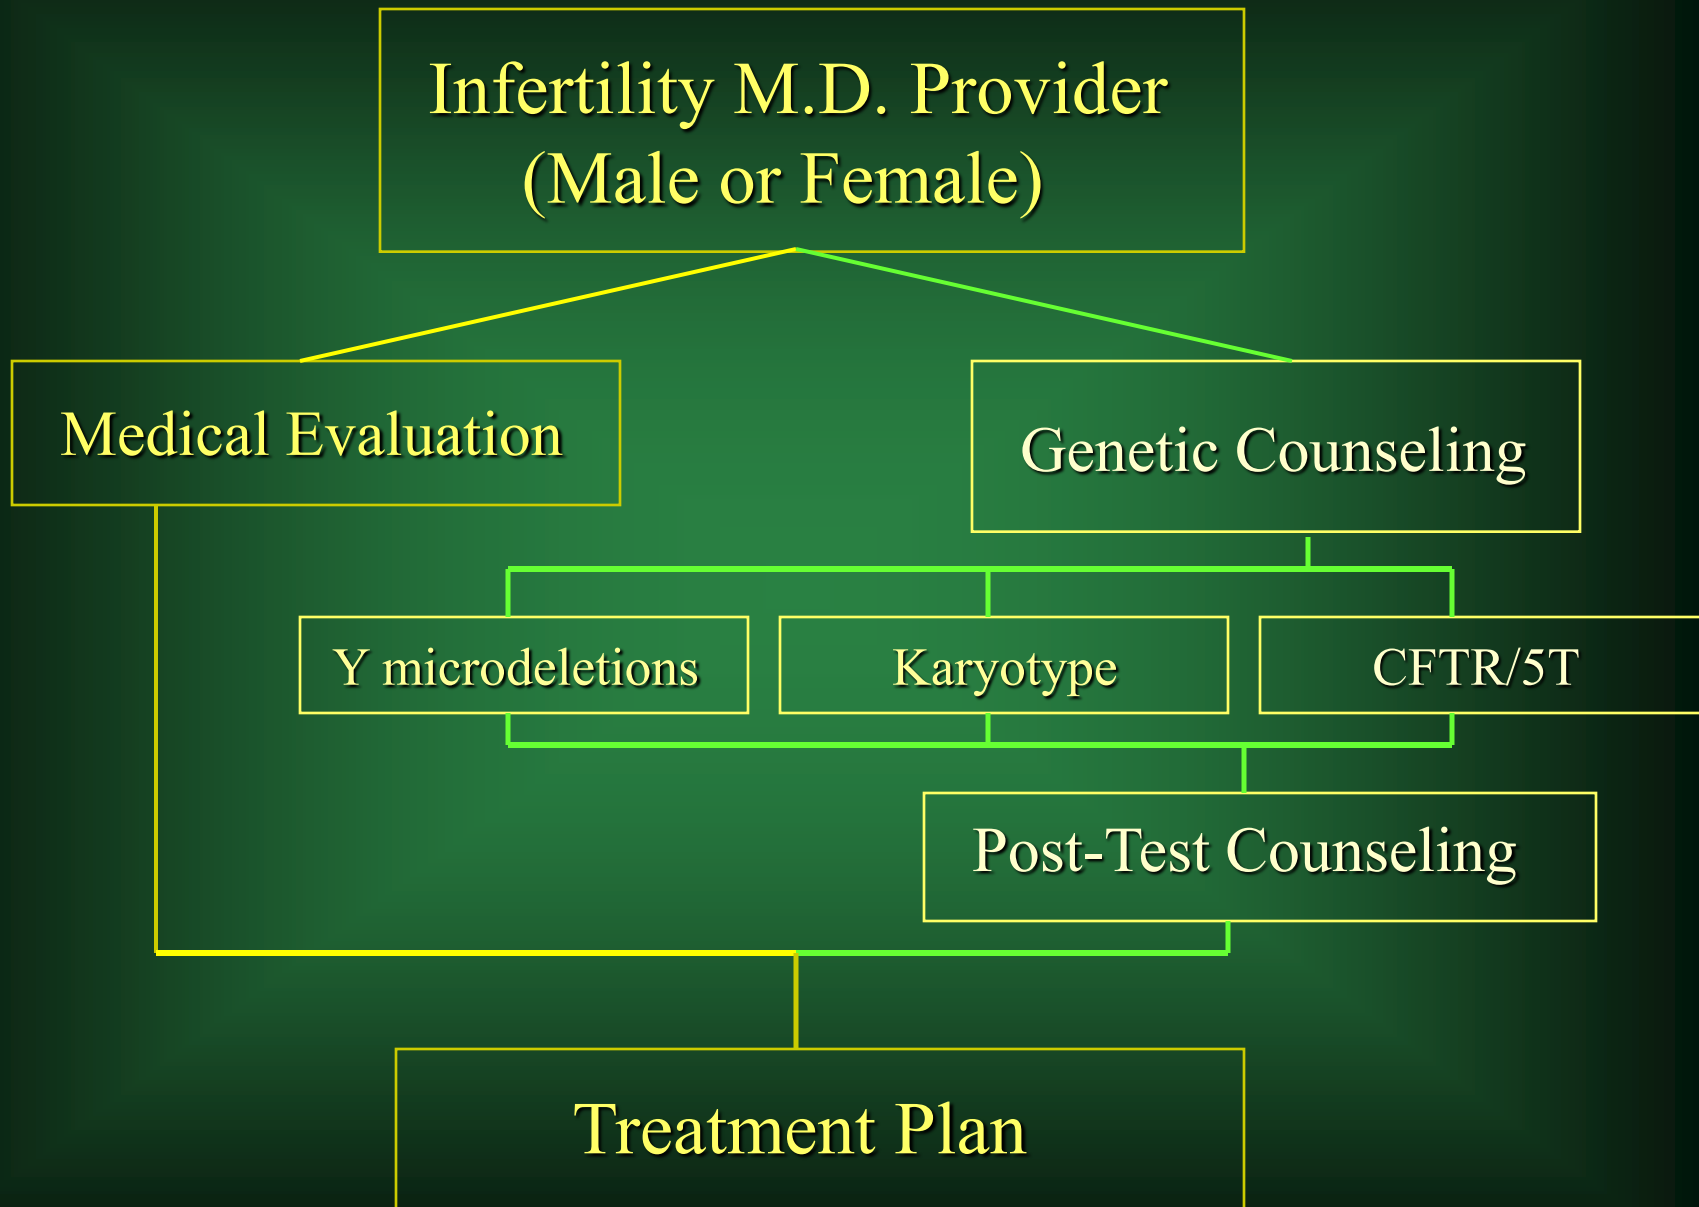 Infertility M.D. Provider
(Male or Female)
Medical Evaluation
Genetic Counseling
Y microdeletions
Karyotype
CFTR/5T
Post-Test Counseling
Treatment Plan